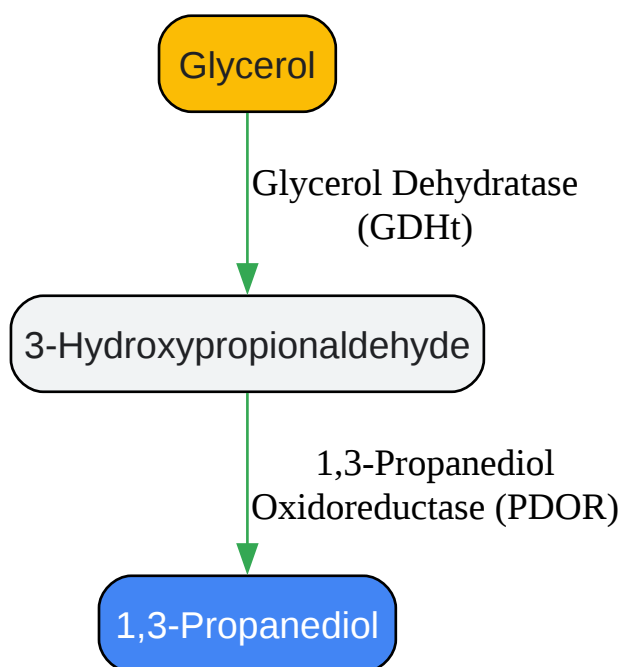 Glycerol
Glycerol Dehydratase
(GDHt)
3-Hydroxypropionaldehyde
1,3-Propanediol
Oxidoreductase (PDOR)
1,3-Propanediol